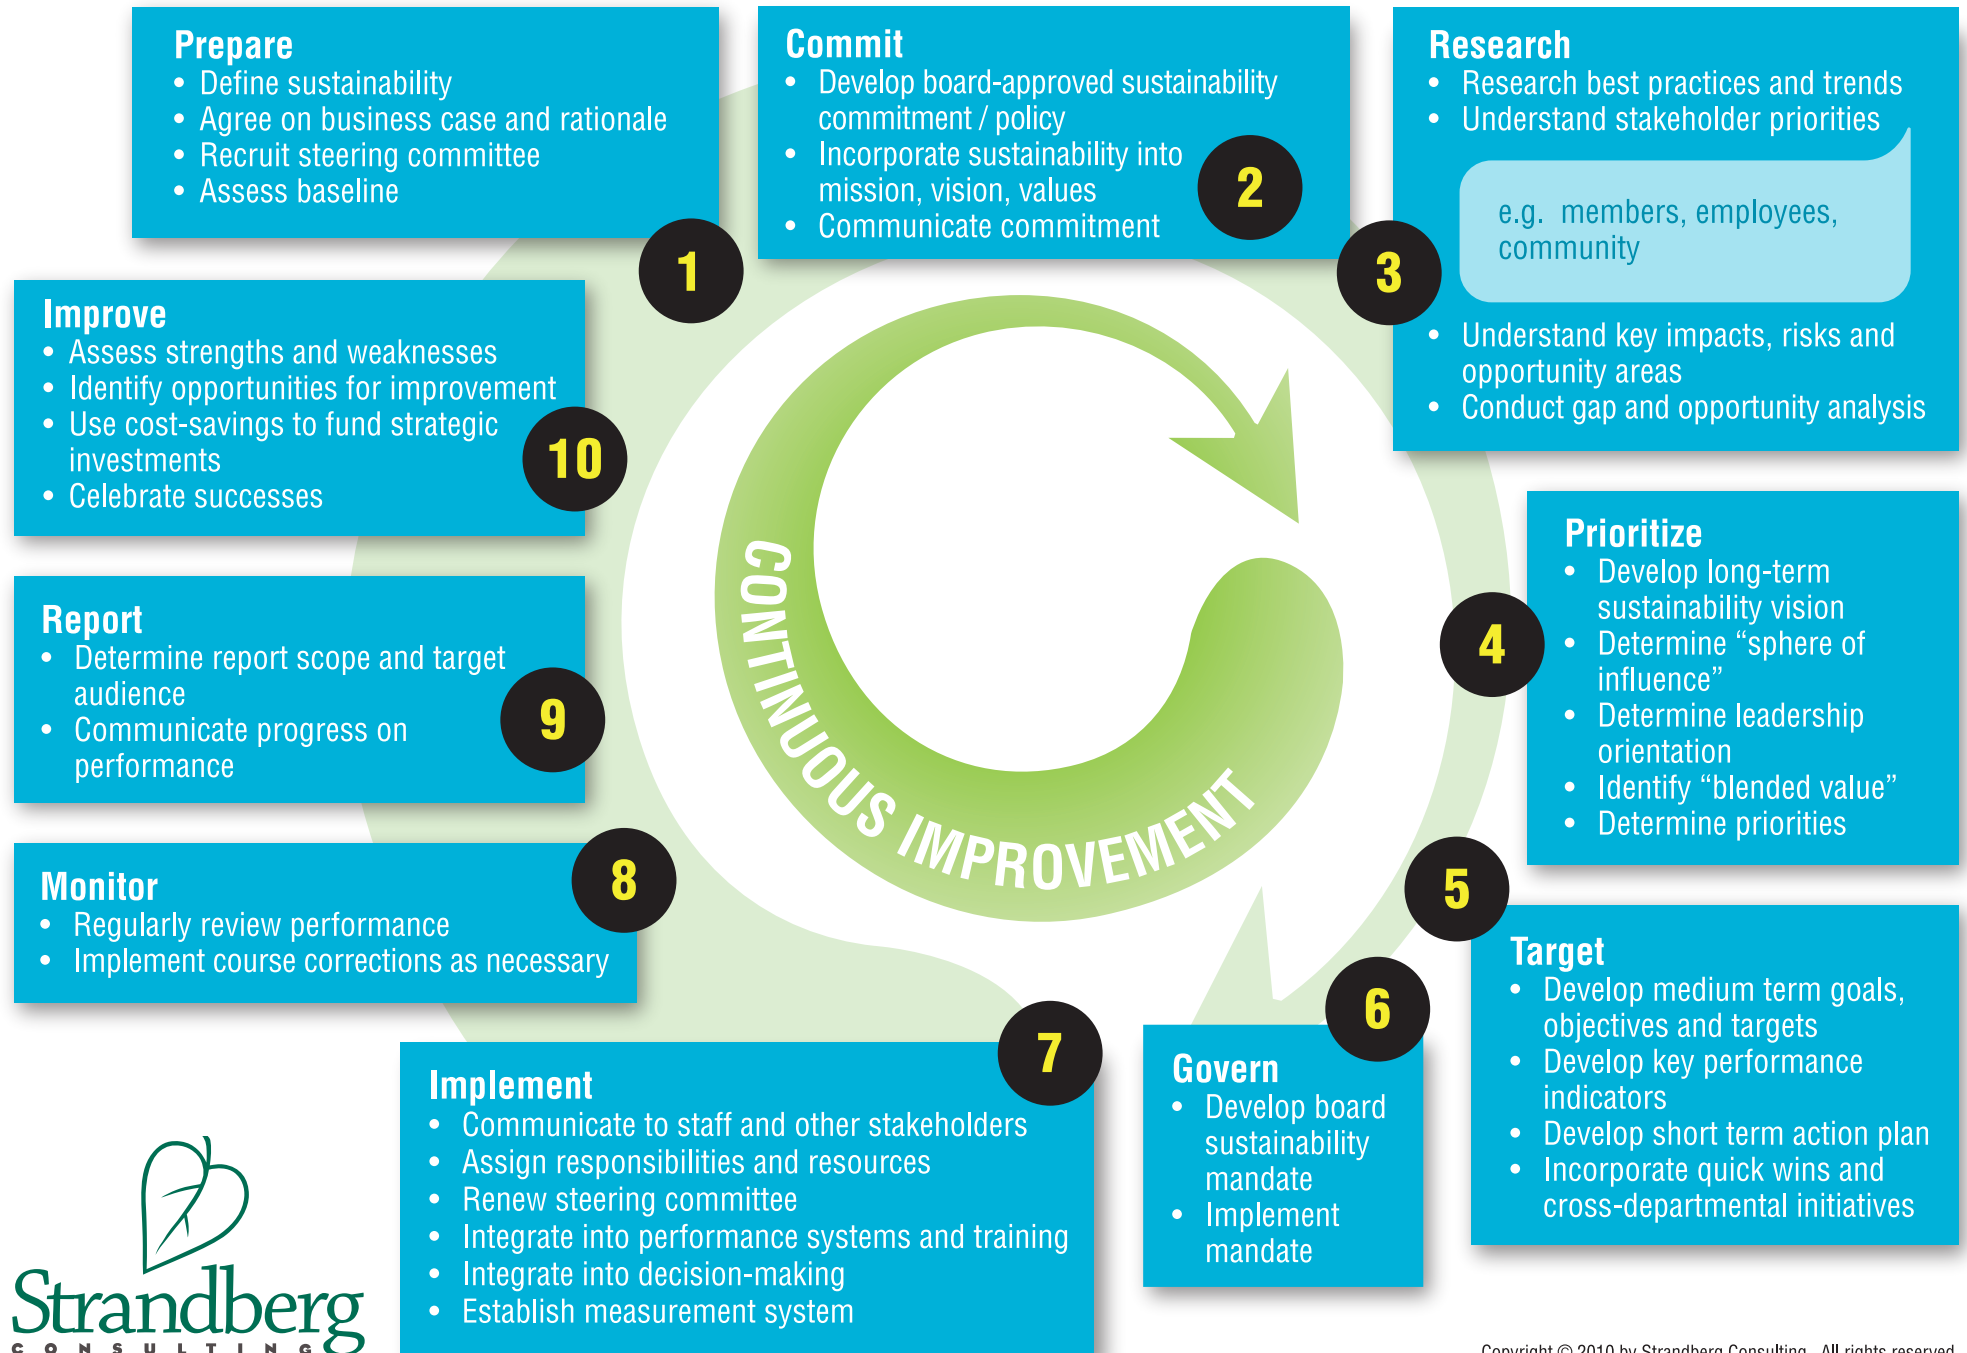 Prepare
• Define sustainability
• Agree on business case and rationale
• Recruit steering committee
• Assess baseline
1
Commit
• Develop board-approved sustainability
commitment / policy
• Incorporate sustainability into
mission, vision, values
• Communicate commitment
2
Research
• Research best practices and trends
• Understand stakeholder priorities
e.g. members, employees,
community
• Understand key impacts, risks and
opportunity areas
• Conduct gap and opportunity analysis
3
Prioritize
• Develop long-term
sustainability vision
• Determine “sphere of
influence”
• Determine leadership
orientation
• Identify “blended value”
• Determine priorities
4
Target
• Develop medium term goals,
objectives and targets
• Develop key performance
indicators
• Develop short term action plan
• Incorporate quick wins and
cross-departmental initiatives
5
Govern
• Develop board
sustainability
mandate
• Implement
mandate
6
Implement
• Communicate to staff and other stakeholders
• Assign responsibilities and resources
• Renew steering committee
• Integrate into performance systems and training
• Integrate into decision-making
• Establish measurement system
7
Monitor
• Regularly review performance
• Implement course corrections as necessary
8
Report
• Determine report scope and target
audience
• Communicate progress on
performance
9
Improve
• Assess strengths and weaknesses
• Identify opportunities for improvement
• Use cost-savings to fund strategic
investments
• Celebrate successes
10
CONTINUOUS IMPROVEMENT
Strandberg
CONSULTING
Copyright © 2010 by Strandberg Consulting. All rights reserved.